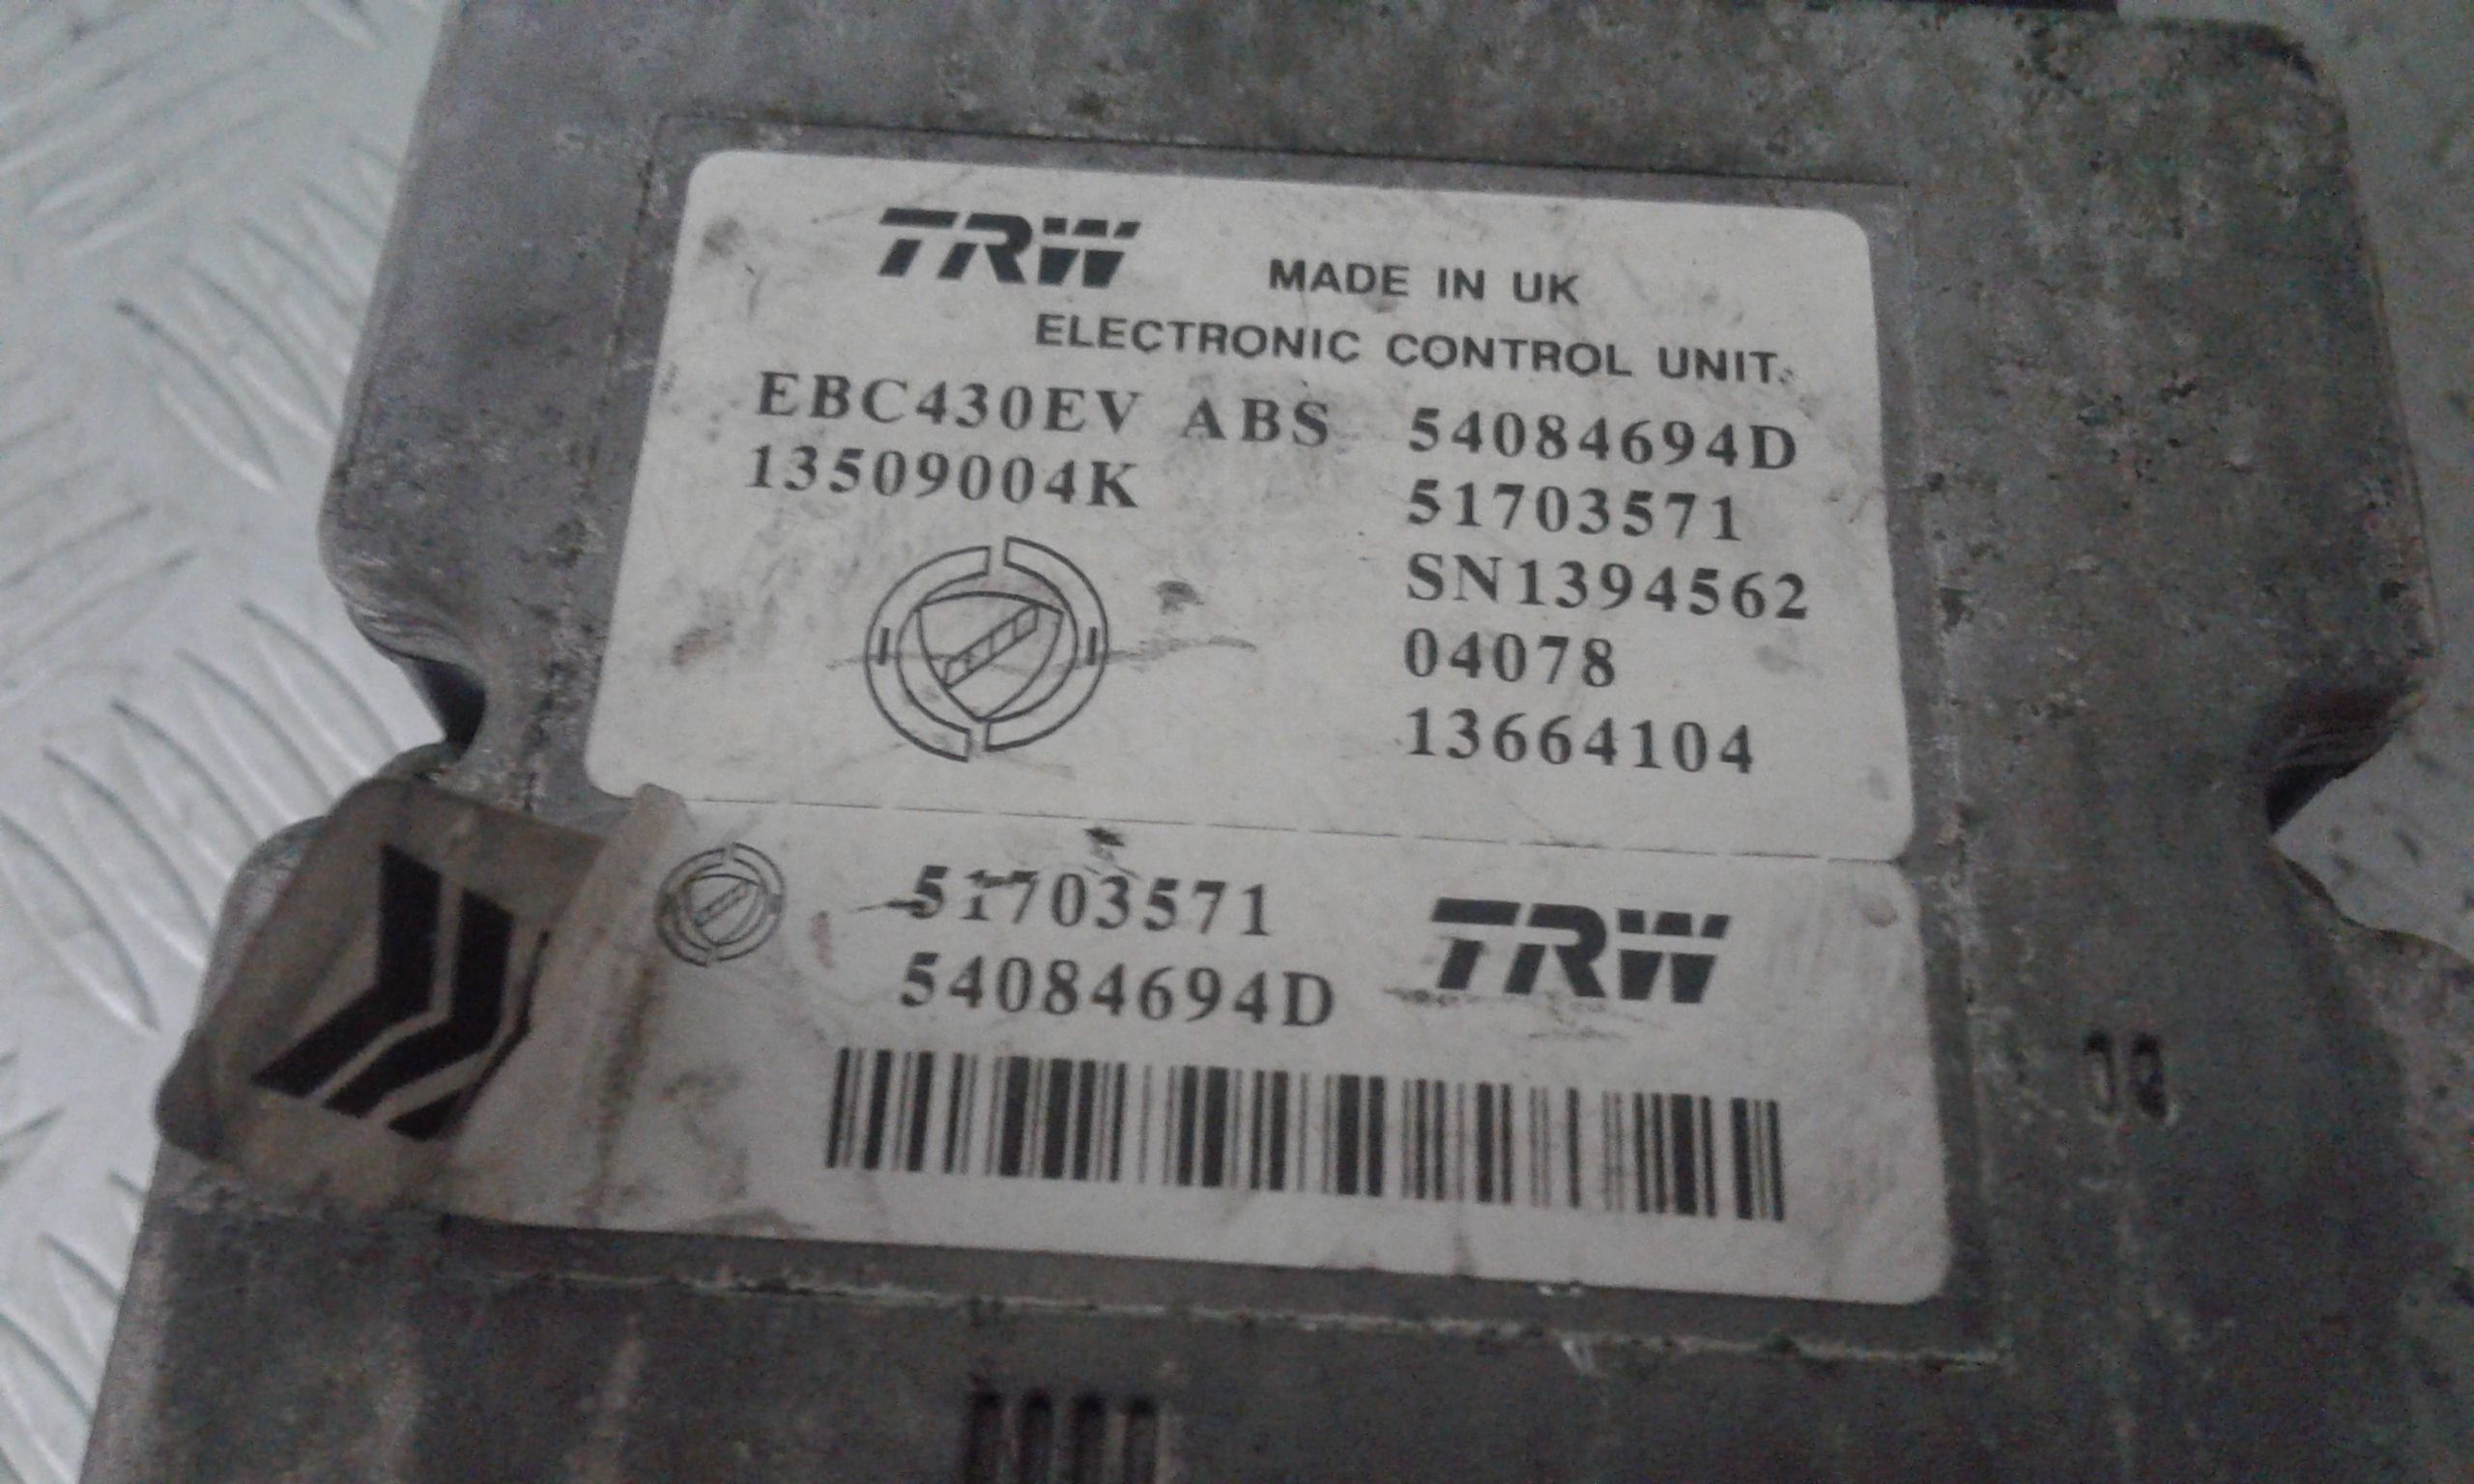 TRW MADE IN UK
ELECTRONIC CONTROL UNIT.
EBC430EV ABS 54084694D
13509004K 51703571
SN1394562
04078
13664104
51703571 TRW
54084694D